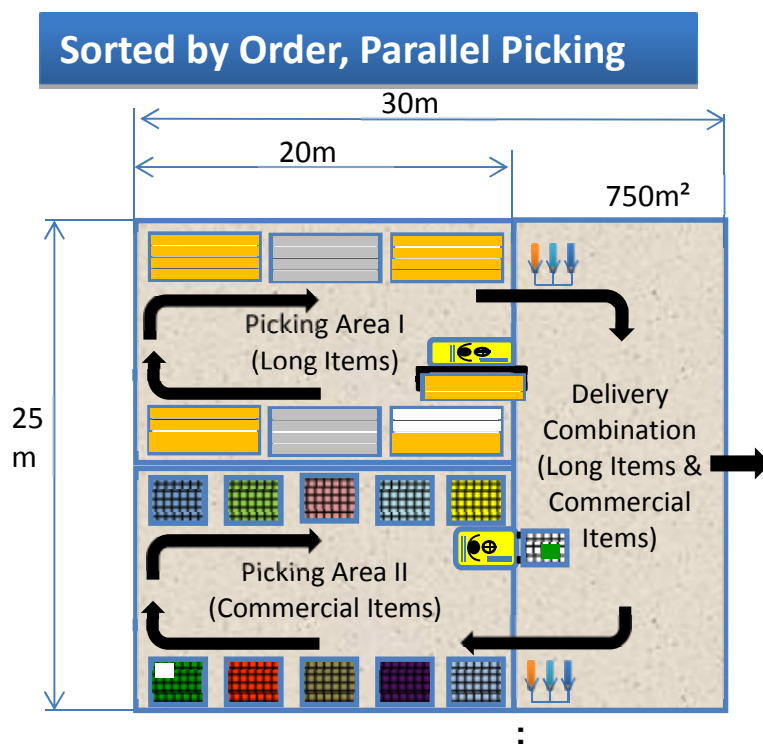 Sorted by Order, Parallel Picking
30m
20m
750m²
Picking Area I
(Long Items)
25
m
Delivery
Combination
(Long Items &
Commercial
Items)
Picking Area II
(Commercial Items)
: